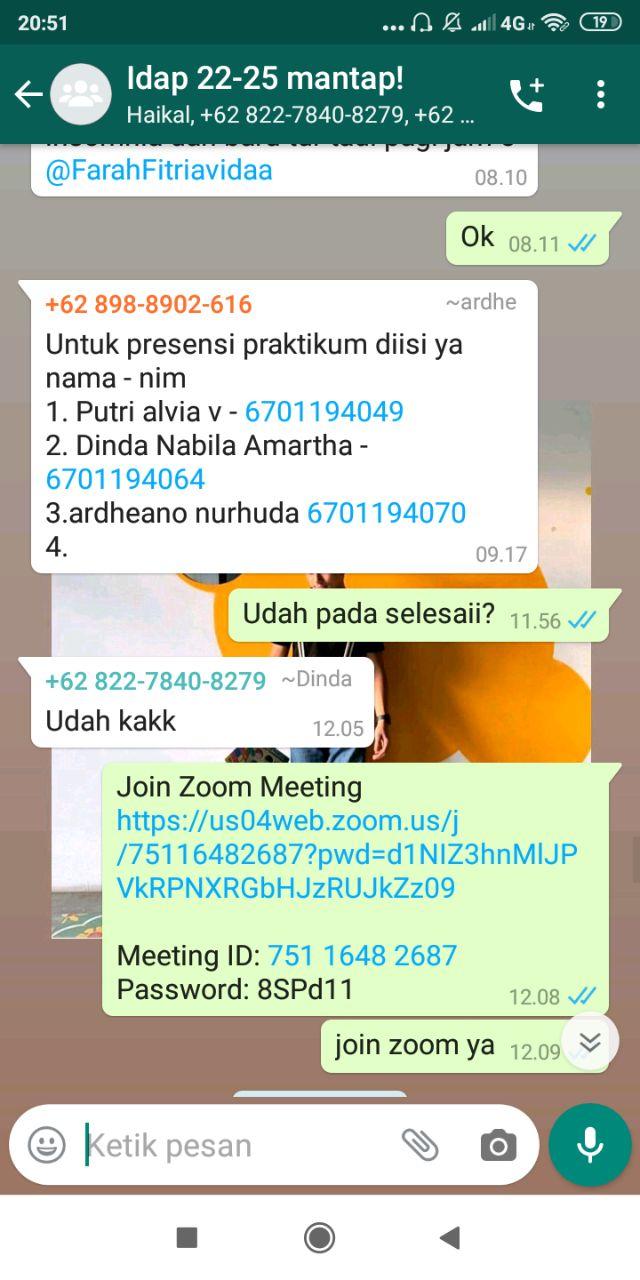 20:51
4G
19
Idap 22-25 mantap!
Haikal, +62 822-7840-8279, +62 ...
@FarahFitriavidaa
08.10
Ok 08.11
+62 898-8902-616 ~ardhe
Untuk presensi praktikum diisi ya
nama - nim
1. Putri alvia v - 6701194049
2. Dinda Nabila Amartha -
6701194064
3.ardheano nurhuda 6701194070
4.
09.17
Udah pada selesaii? 11.56
+62 822-7840-8279 ~Dinda
Udah kakk 12.05
Join Zoom Meeting
https://us04web.zoom.us/j
/75116482687?pwd=d1NIZ3hnMlJP
VkRPNXRGbHJzRUJkZz09
Meeting ID: 751 1648 2687
Password: 8SPd11
12.08
join zoom ya 12.09
Ketik pesan